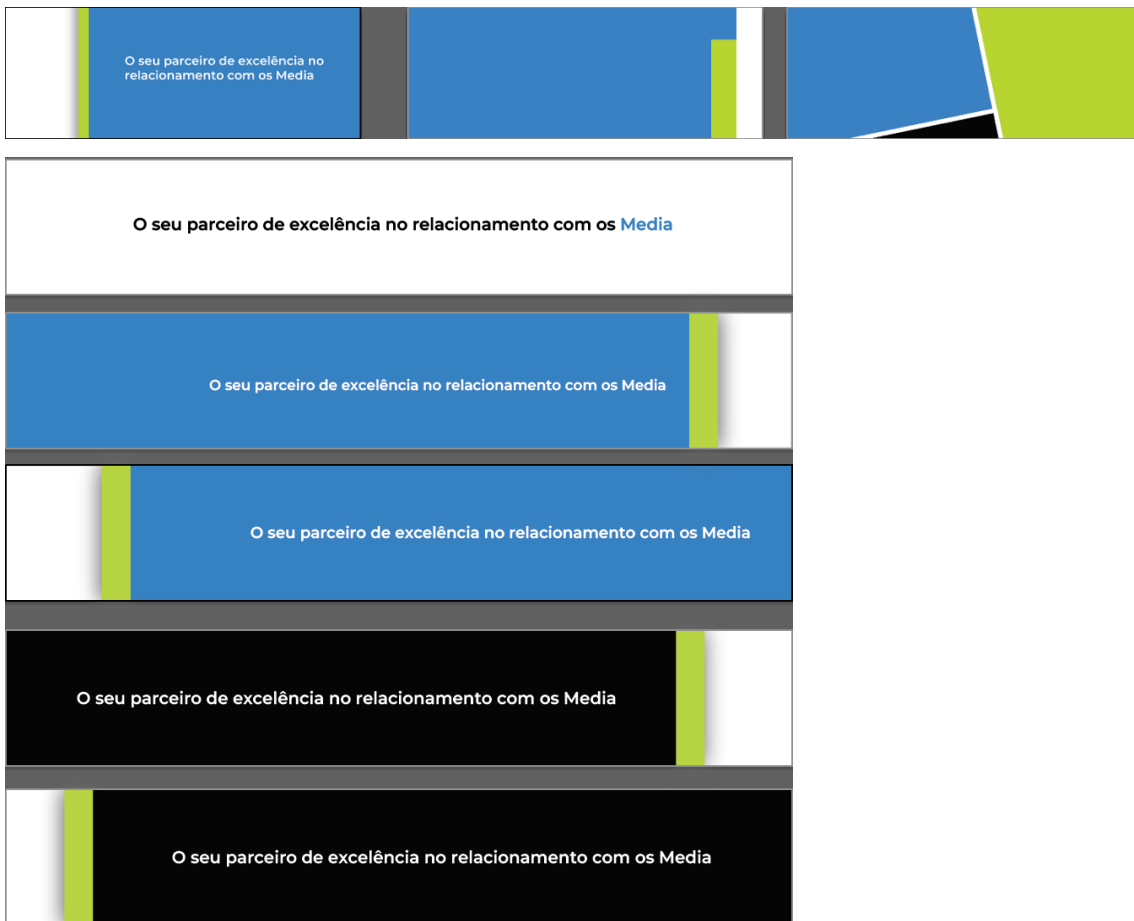 O seu parceiro de excelência no
relacionamento com os Media
O seu parceiro de excelência no relacionamento com os Media
O seu parceiro de excelência no relacionamento com os Media
O seu parceiro de excelência no relacionamento com os Media
O seu parceiro de excelência no relacionamento com os Media
O seu parceiro de excelência no relacionamento com os Media